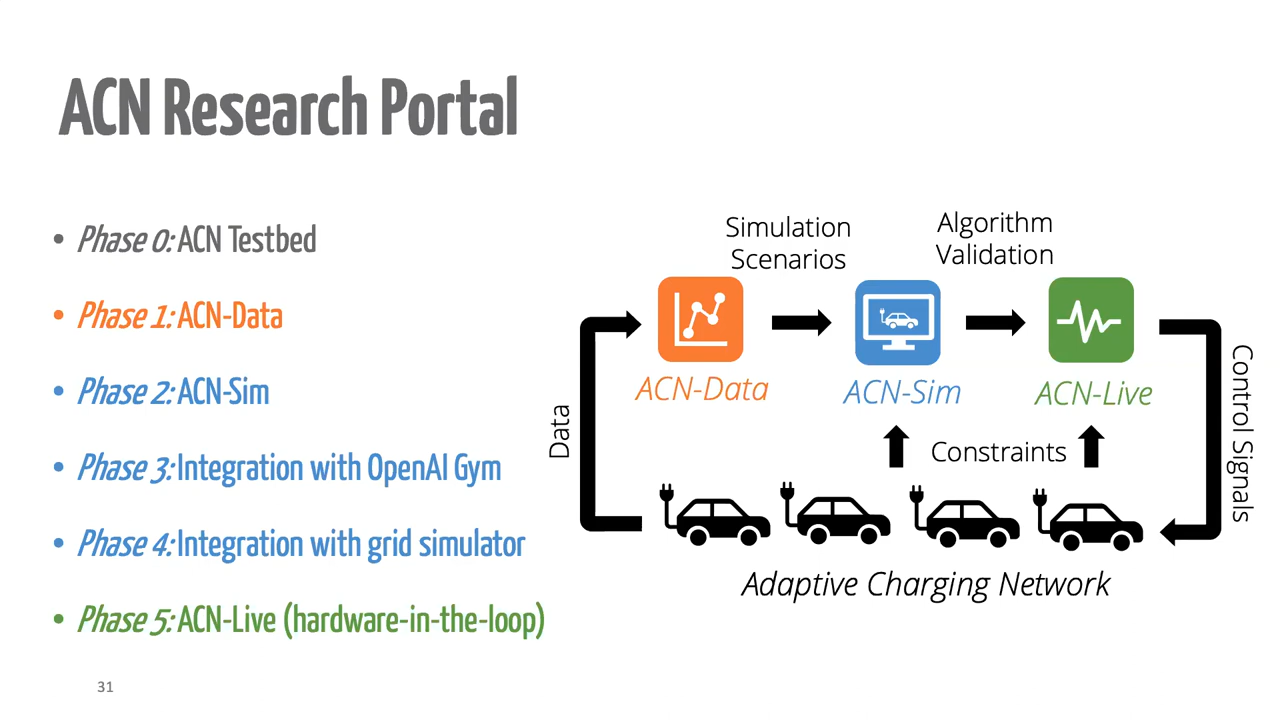 ACN Research Portal
• Phase 0: ACN Testbed
• Phase 1: ACN-Data
• Phase 2: ACN-Sim
• Phase 3: Integration with OpenAI Gym
• Phase 4: Integration with grid simulator
• Phase 5: ACN-Live (hardware-in-the-loop)
Simulation
Scenarios
Algorithm
Validation
ACN-Data
ACN-Sim
ACN-Live
Data
Constraints
Control Signals
Adaptive Charging Network
31